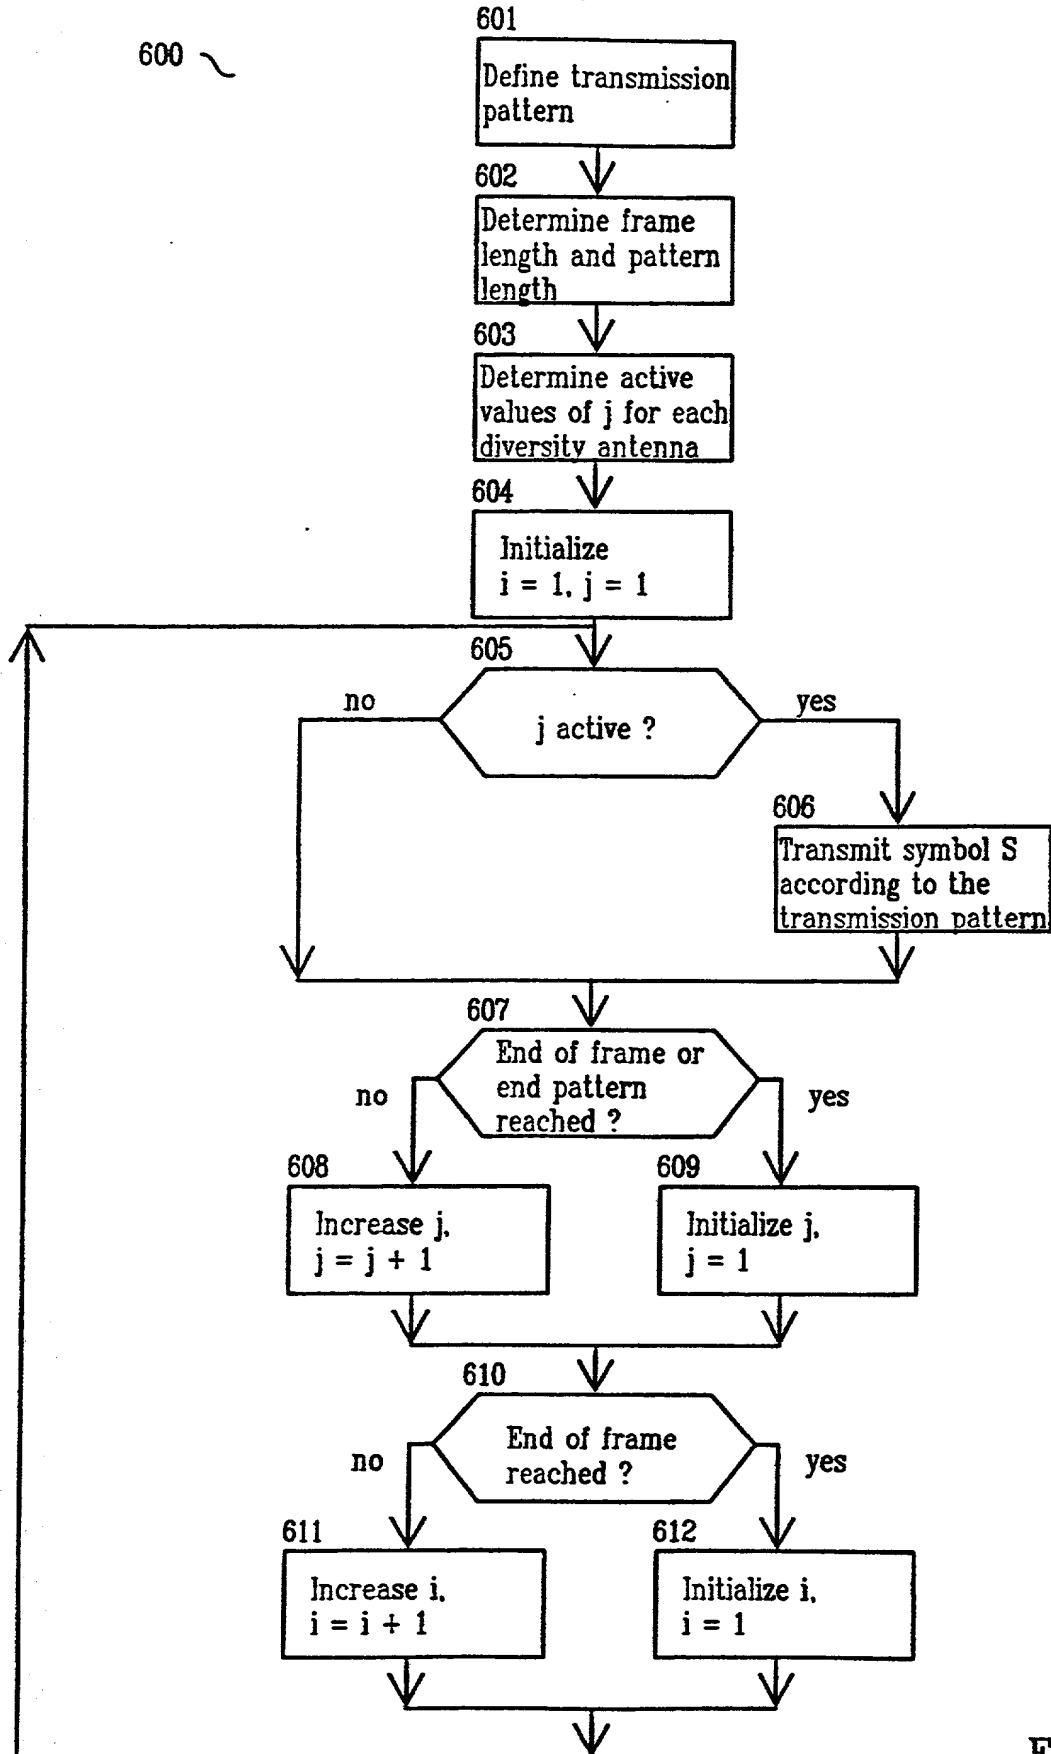 600
601
Define transmission
pattern
602
Determine frame
length and pattern
length
603
Determine active
values of j for each
diversity antenna
604
Initialize
i = 1, j = 1
605
no
yes
j active ?
606
Transmit symbol S
according to the
transmission pattern
607
End of frame or
end pattern
reached ?
no
yes
608
Increase j,
j = j + 1
609
Initialize j,
j = 1
610
End of frame
reached ?
no
yes
611
Increase i,
i = i + 1
612
Initialize i,
i = 1